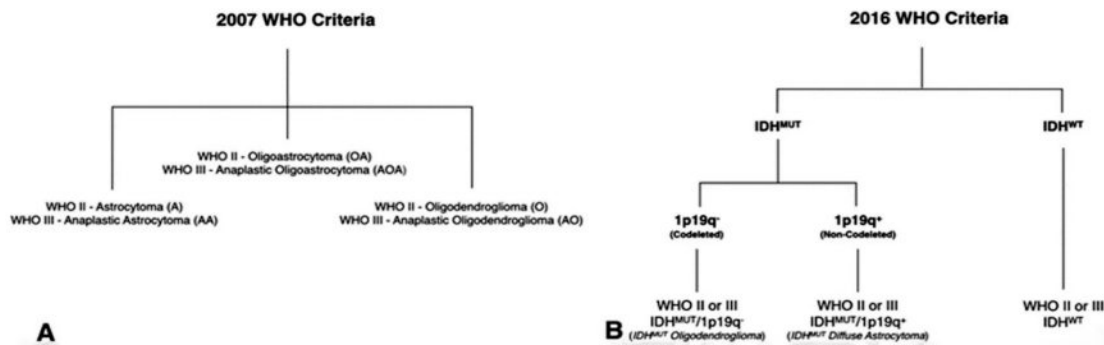 2007 WHO Criteria
WHO II - Oligoastrocytoma (OA)
WHO III - Anaplastic Oligoastrocytoma (AOA)
WHO II - Astrocytoma (A)
WHO III - Anaplastic Astrocytoma (AA)
WHO II - Oligodendroglioma (O)
WHO III - Anaplastic Oligodendroglioma (AO)
A
2016 WHO Criteria
IDHᴹᵁᵀ
IDHᵂᵀ
1p19q⁻
(Codeleted)
1p19q⁺
(Non-Codeleted)
WHO II or III
IDHᴹᵁᵀ/1p19q⁻
(IDHᴹᵁᵀ Oligodendroglioma)
WHO II or III
IDHᴹᵁᵀ/1p19q⁺
(IDHᴹᵁᵀ Diffuse Astrocytoma)
WHO II or III
IDHᵂᵀ
B